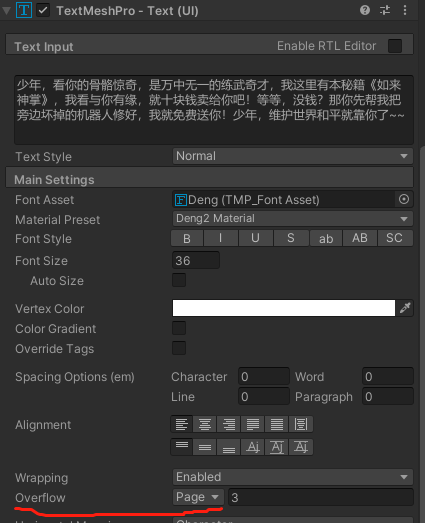 TextMeshPro - Text (UI)
Text Input
Enable RTL Editor
少年，看你的骨骼惊奇，是万中无一的练武奇才，我这里有本秘籍《如来
神掌》，我看与你有缘，就十块钱卖给你吧！等等，没钱？那你先帮我把
旁边坏掉的机器人修好，我就免费送你！少年，维护世界和平就靠你了~~
Text Style Normal
Main Settings
Font Asset Deng (TMP_Font Asset)
Material Preset Deng2 Material
Font Style B I U S ab AB SC
Font Size 36
Auto Size
Vertex Color
Color Gradient
Override Tags
Spacing Options (em) Character 0 Word 0
Line 0 Paragraph 0
Alignment
Wrapping Enabled
Overflow Page 3